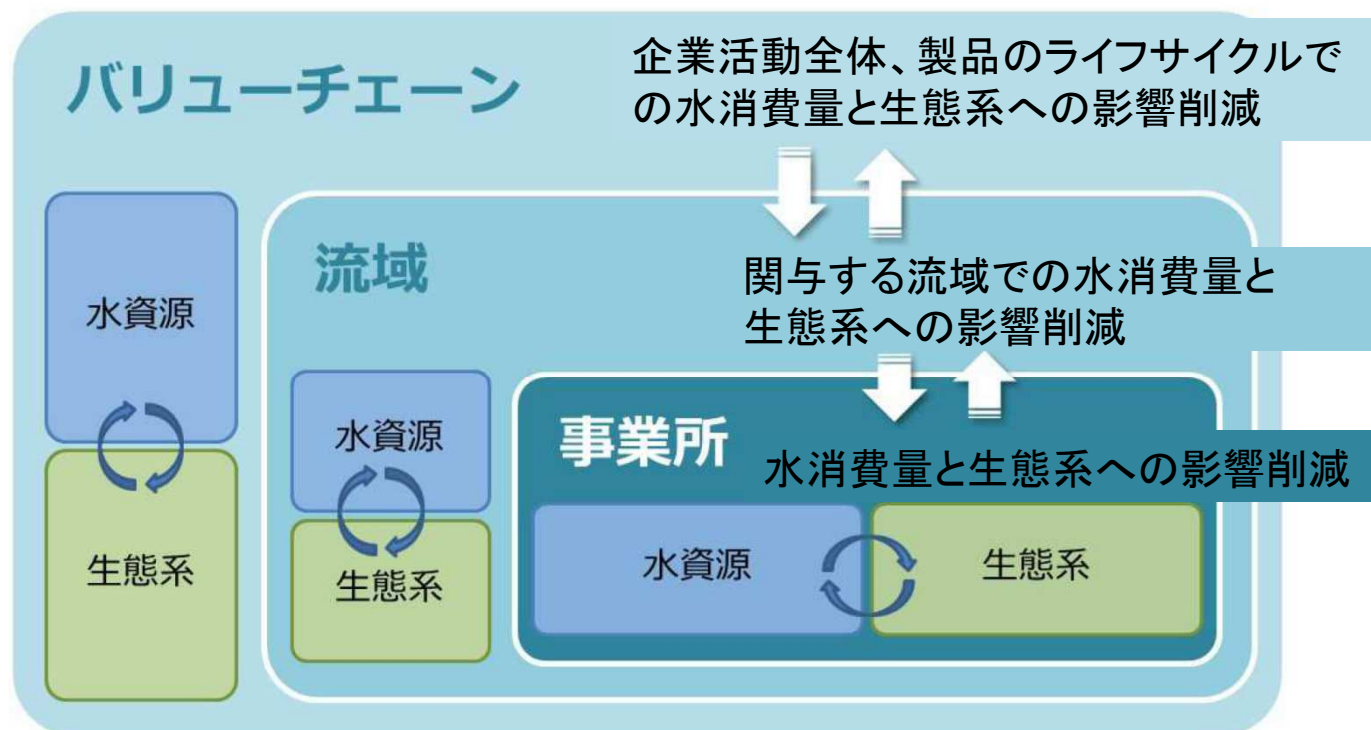 バリューチェーン
企業活動全体、製品のライフサイクルで
の水消費量と生態系への影響削減
水資源
生態系
流域
関与する流域での水消費量と
生態系への影響削減
水資源
生態系
事業所
水消費量と生態系への影響削減
水資源
生態系